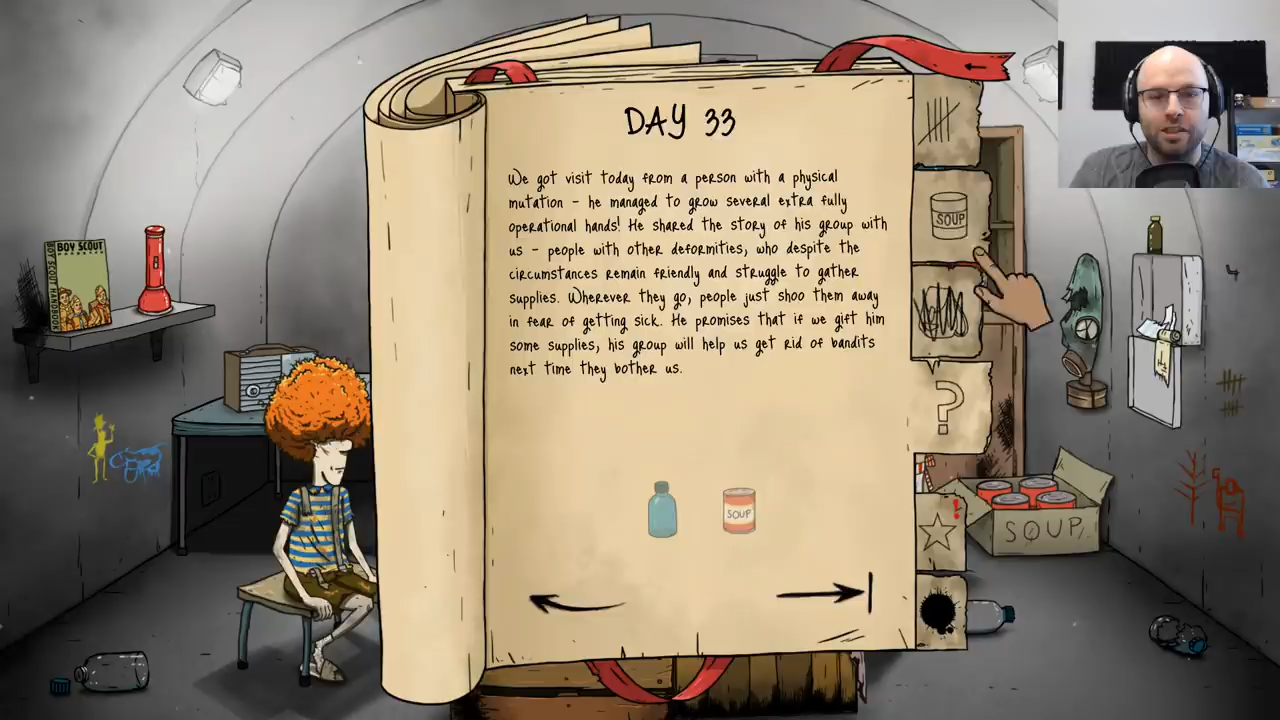 DAY 33
We got visit today from a person with a physical
mutation - he managed to grow several extra fully
operational hands! He shared the story of his group with
us - people with other deformities, who despite the
circumstances remain friendly and struggle to gather
supplies. Wherever they go, people just shoo them away
in fear of getting sick. He promises that if we gift him
some supplies, his group will help us get rid of bandits
next time they bother us.
SOUP
SOUP
?
!
BOY SCOUT
BOY SCOUT HANDBOOK
SOUP